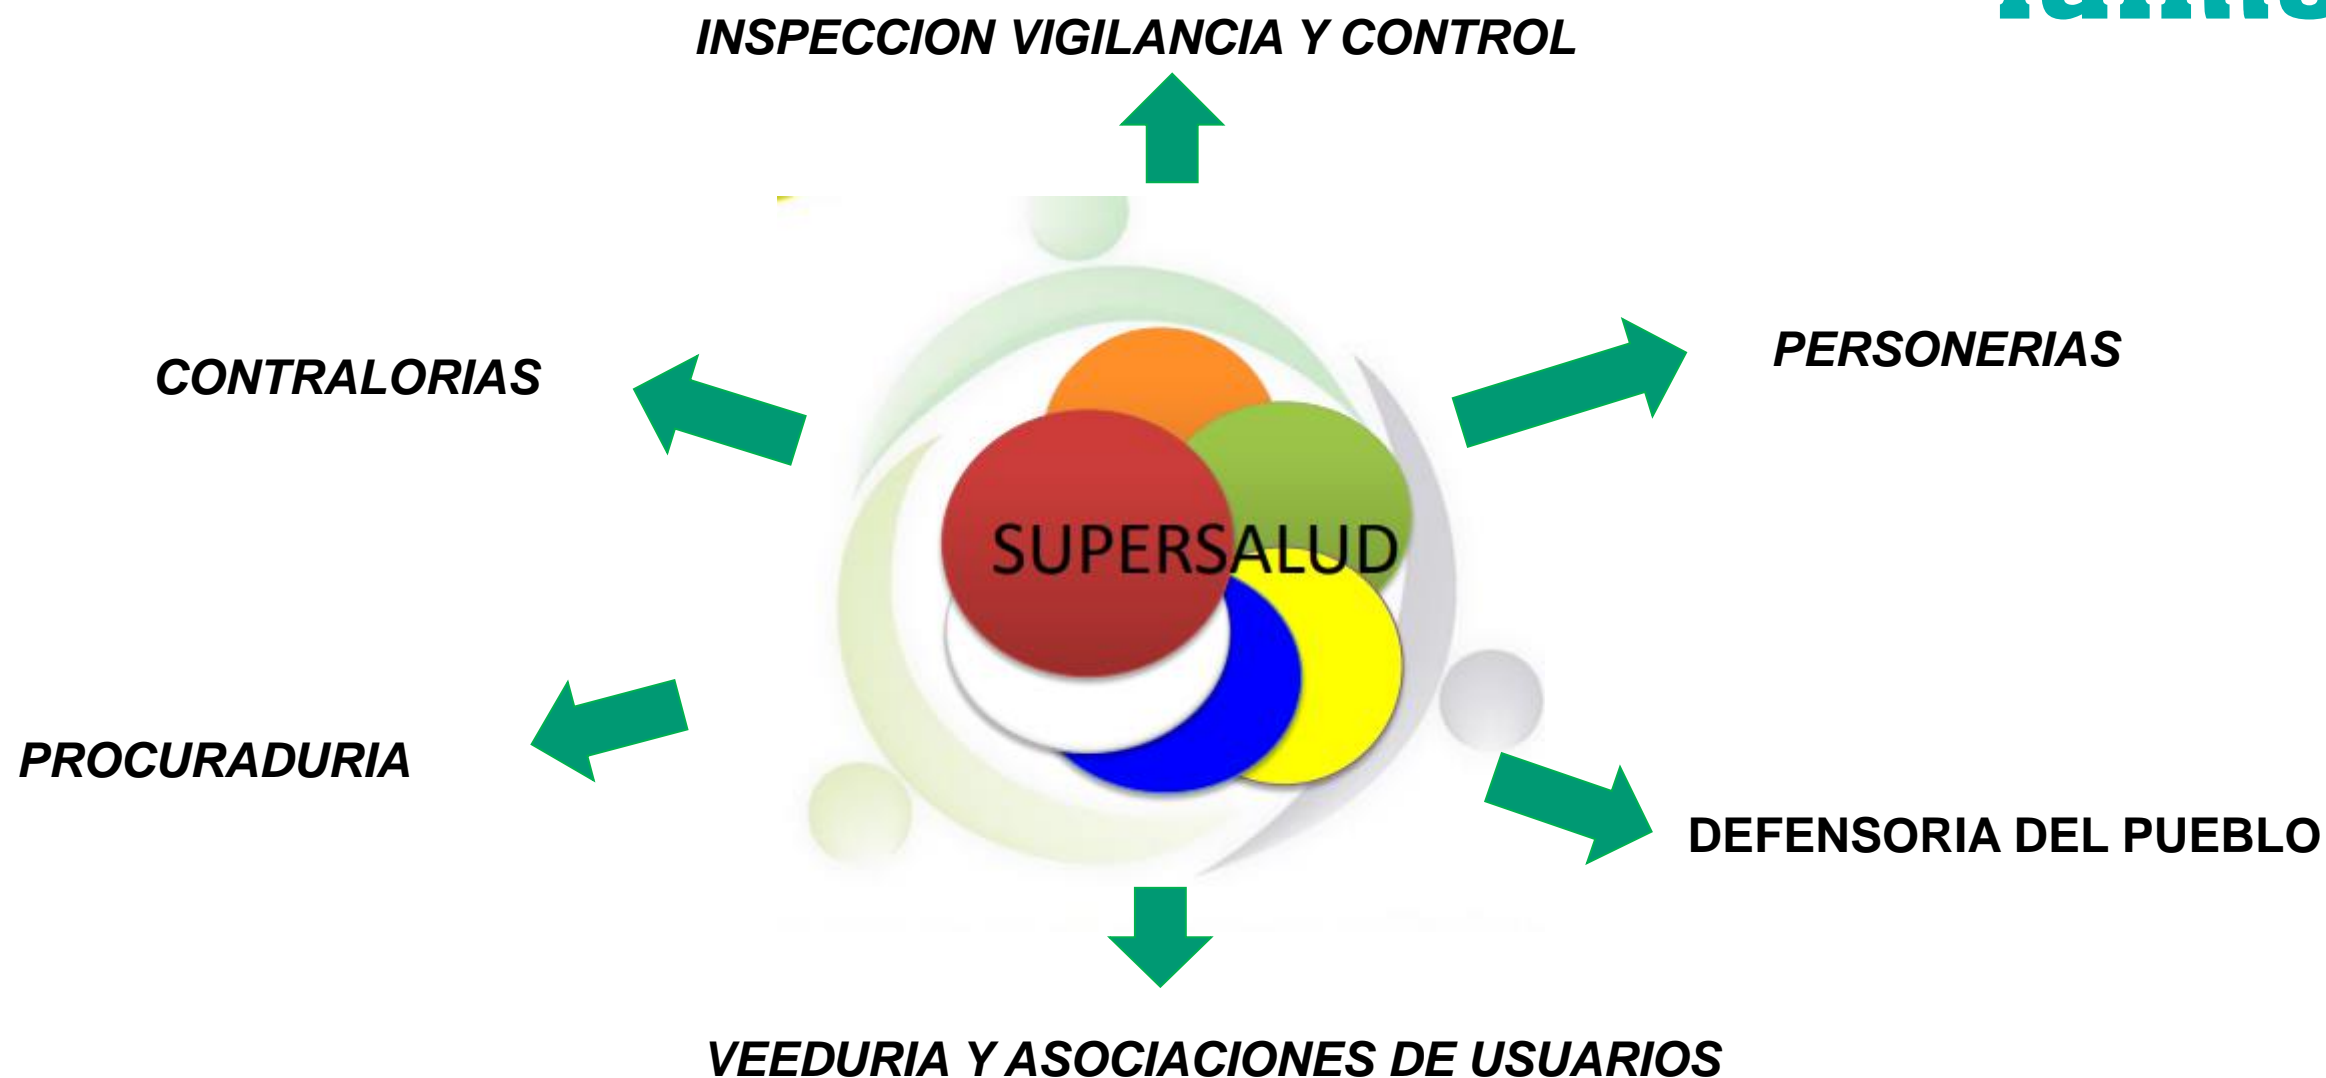 INSPECCION VIGILANCIA Y CONTROL
PERSONERIAS
CONTRALORIAS
SUPERSALUD
PROCURADURIA
DEFENSORIA DEL PUEBLO
VEEDURIA Y ASOCIACIONES DE USUARIOS